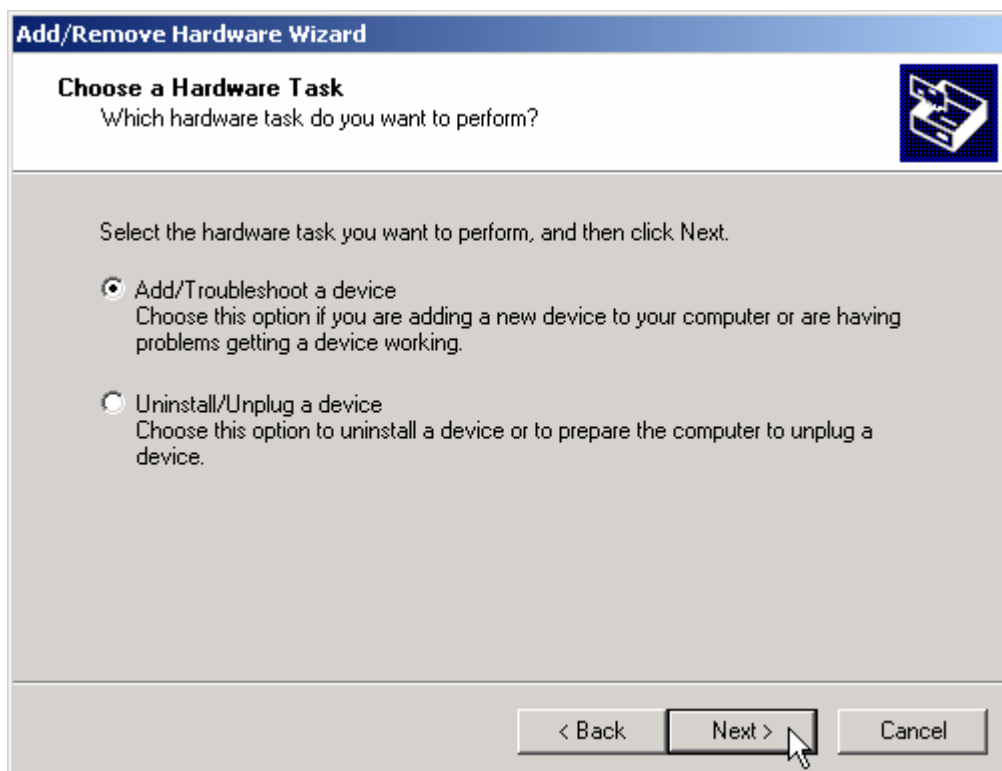 Add/Remove Hardware Wizard
Choose a Hardware Task
Which hardware task do you want to perform?
Select the hardware task you want to perform, and then click Next.
Add/Troubleshoot a device
Choose this option if you are adding a new device to your computer or are having
problems getting a device working.
Uninstall/Unplug a device
Choose this option to uninstall a device or to prepare the computer to unplug a
device.
< Back
Next >
Cancel